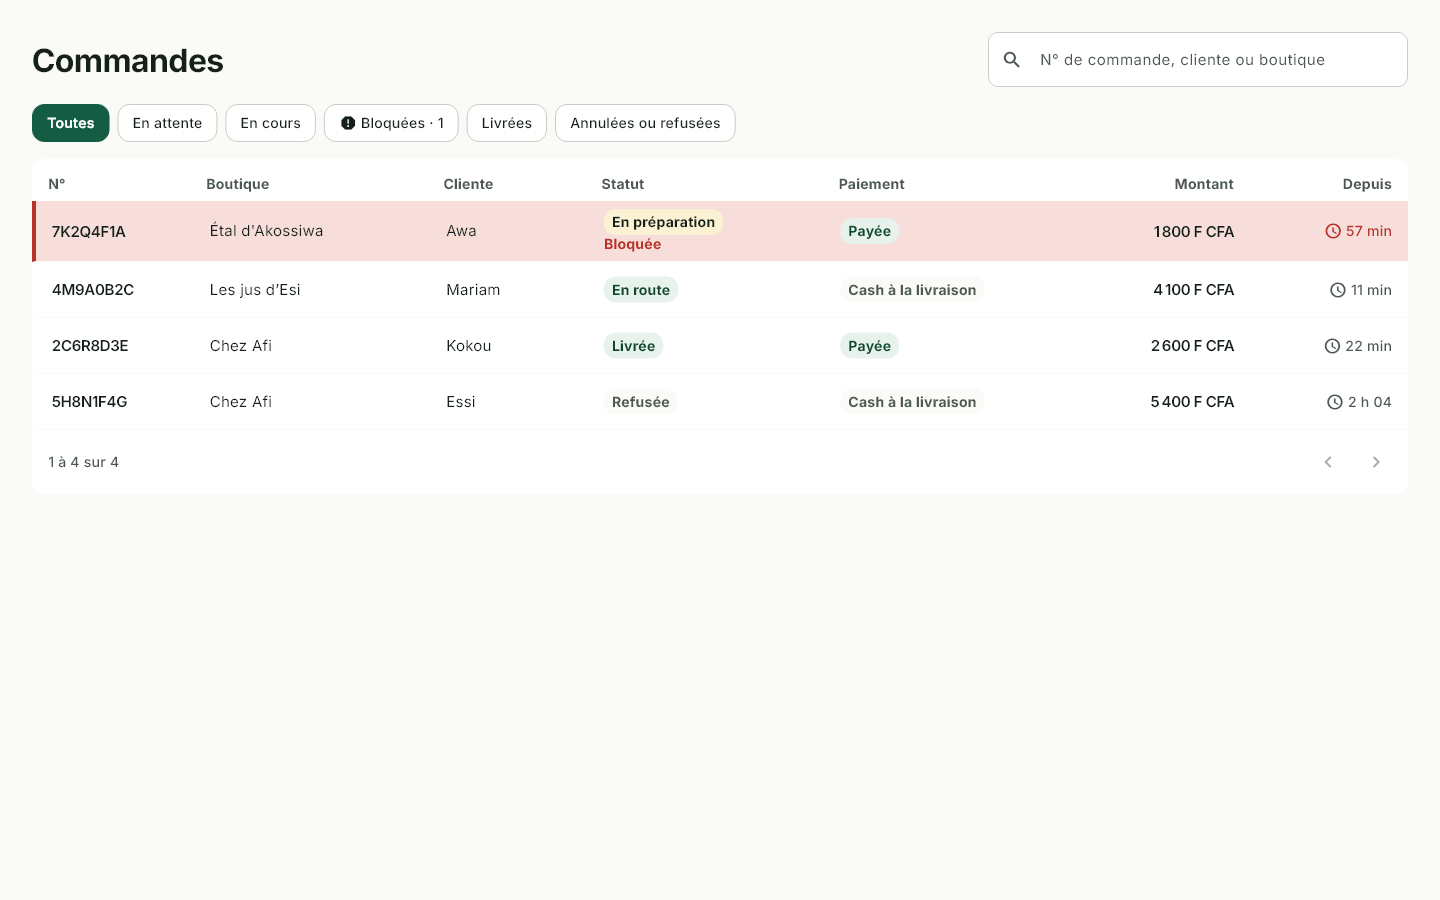 Commandes
N° de commande, cliente ou boutique
Toutes
En attente
En cours
Bloquées · 1
Livrées
Annulées ou refusées
N° Boutique Cliente Statut Paiement Montant Depuis
7K2Q4F1A Étal d'Akossiwa Awa En préparation Bloquée Payée 1 800 F CFA 57 min
4M9A0B2C Les jus d’Esi Mariam En route Cash à la livraison 4 100 F CFA 11 min
2C6R8D3E Chez Afi Kokou Livrée Payée 2 600 F CFA 22 min
5H8N1F4G Chez Afi Essi Refusée Cash à la livraison 5 400 F CFA 2 h 04
1 à 4 sur 4